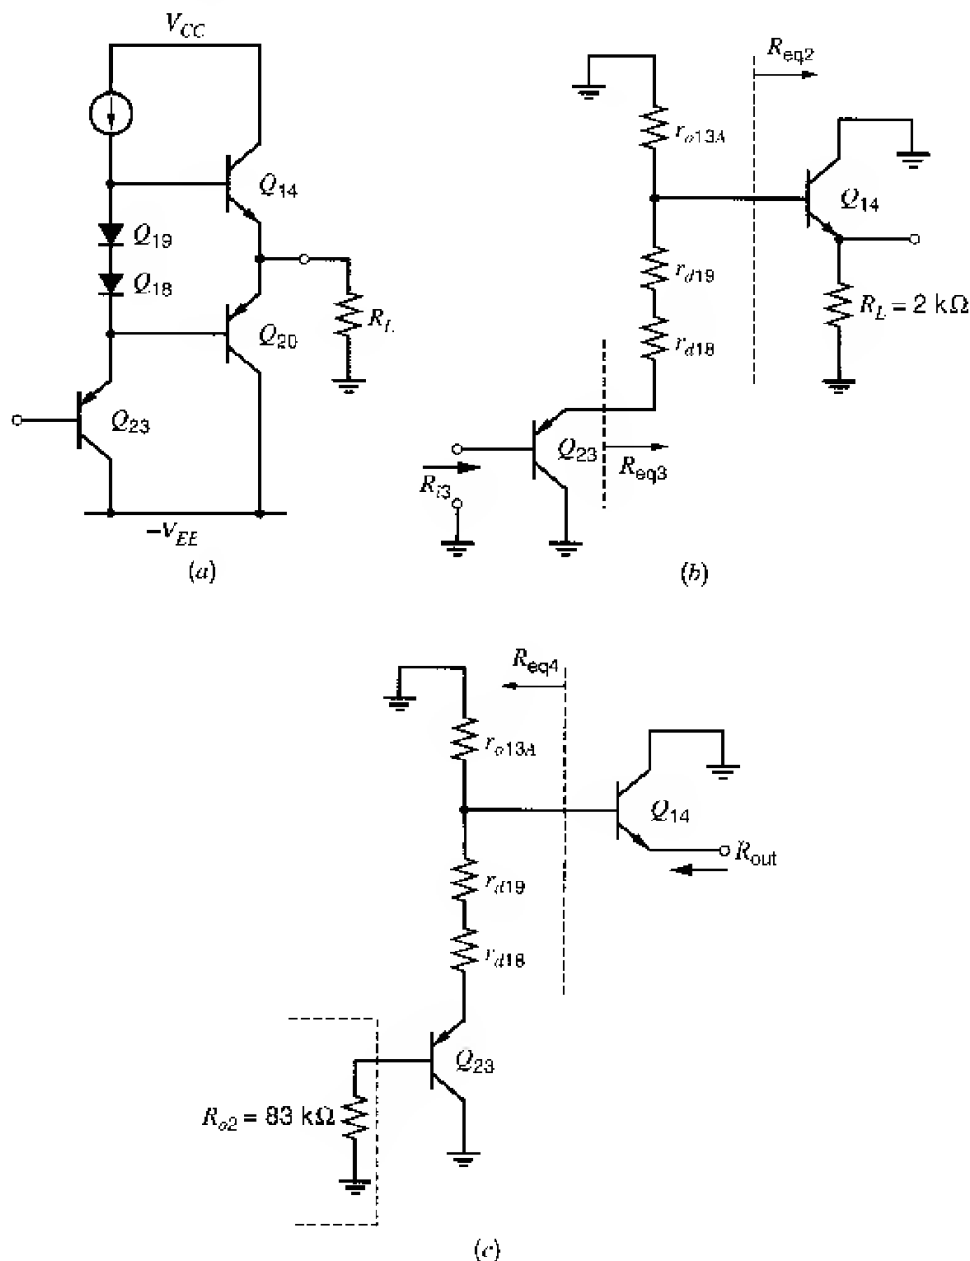 V_CC
Q_14
Q_19
Q_18
R_L
Q_20
Q_23
-V_EE
(a)
R_eq2
r_o13A
Q_14
r_d19
R_L = 2 kΩ
r_d18
Q_23
R_eq3
R_i3
(b)
R_eq4
r_o13A
Q_14
R_out
r_d19
r_d18
Q_23
R_o2 = 83 kΩ
(c)